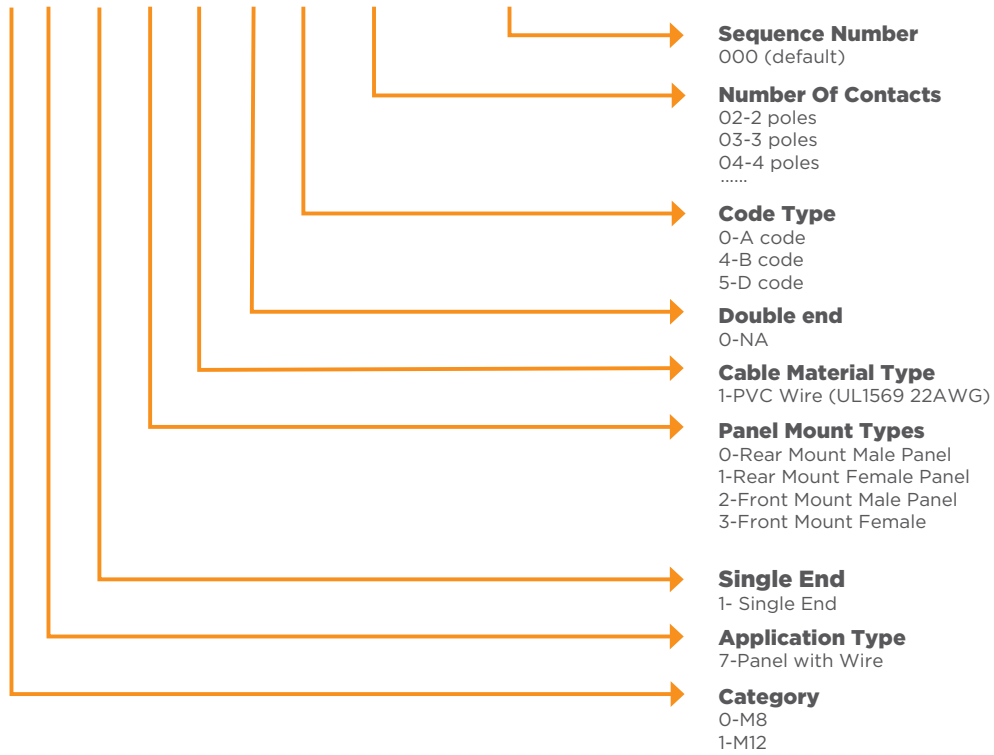 Sequence Number
000 (default)
Number Of Contacts
02-2 poles
03-3 poles
04-4 poles
......
Code Type
0-A code
4-B code
5-D code
Double end
0-NA
Cable Material Type
1-PVC Wire (UL1569 22AWG)
Panel Mount Types
0-Rear Mount Male Panel
1-Rear Mount Female Panel
2-Front Mount Male Panel
3-Front Mount Female
Single End
1- Single End
Application Type
7-Panel with Wire
Category
0-M8
1-M12